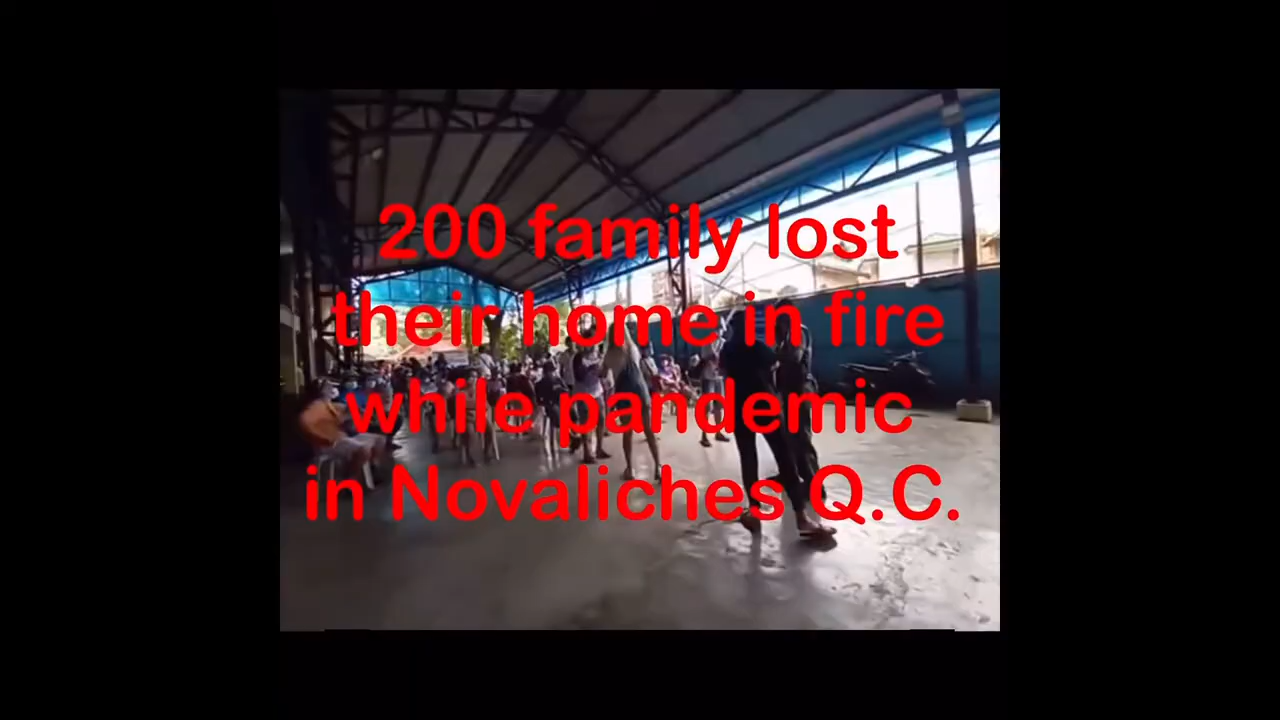 200 family lost
their home in fire
while pandemic
in Novaliches Q.C.